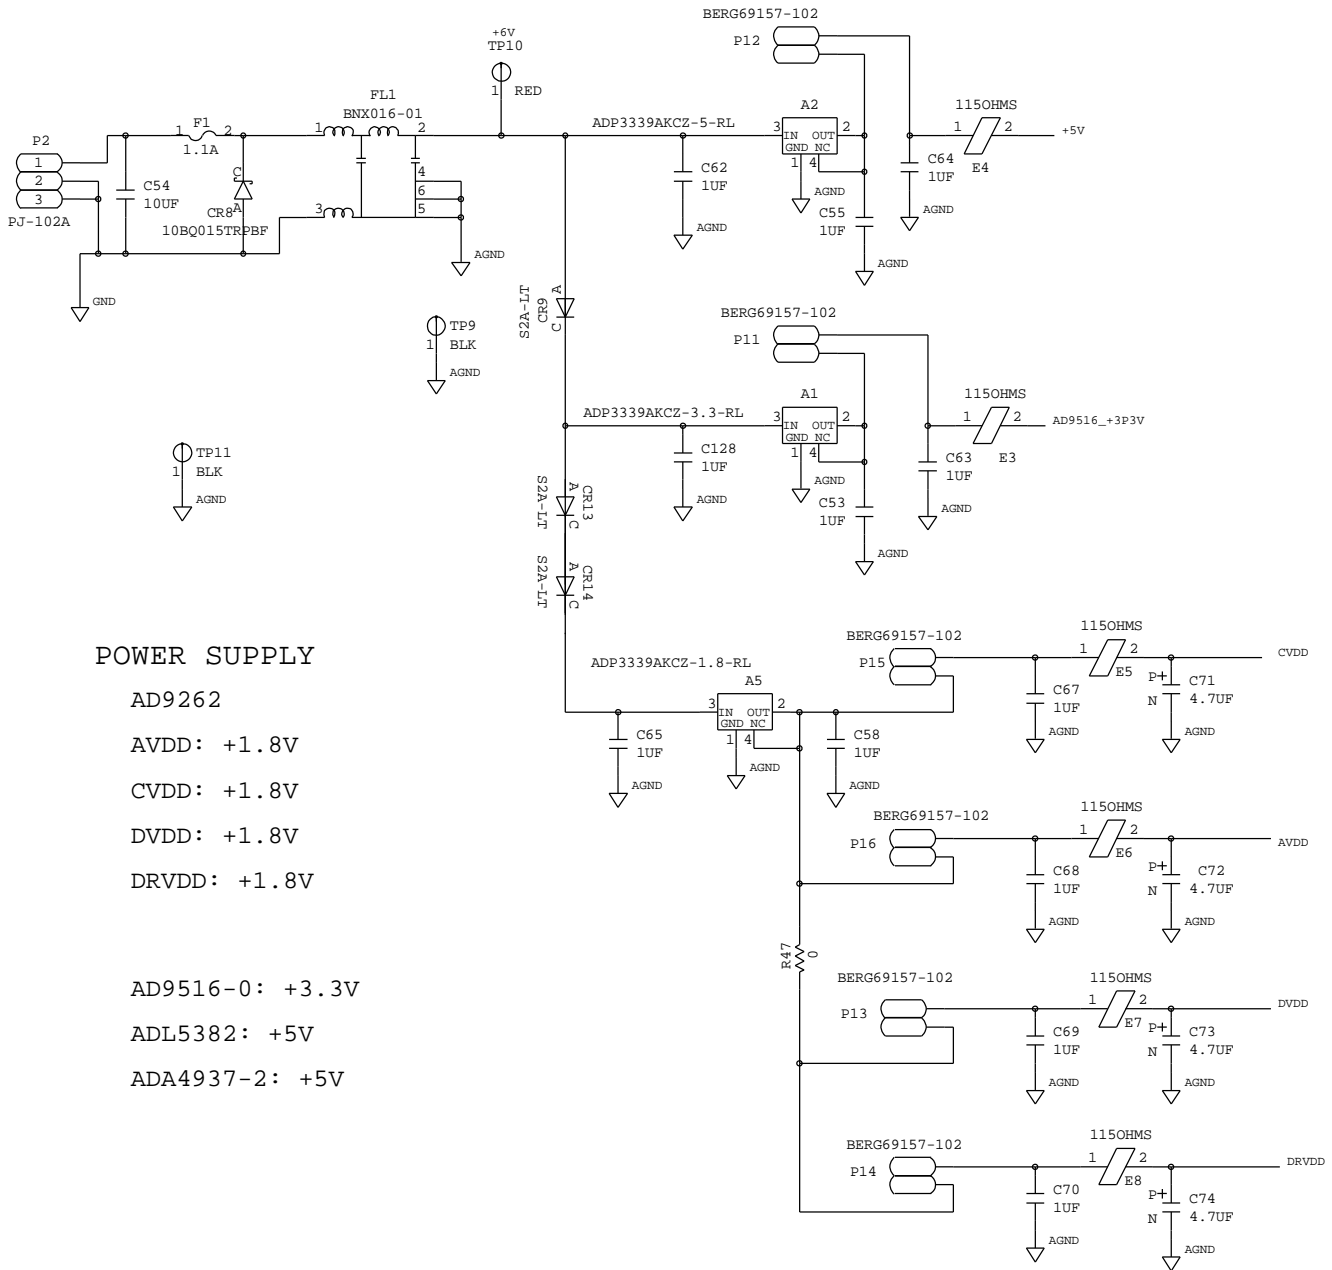 BERG69157-102
P12
+6V
TP10
1 RED
FL1
BNX016-01
1 2
4
6
5
3
P2
1
2
3
PJ-102A
F1
1 2
1.1A
C54
10UF
C
A
CR8
10BQ015TRPBF
GND
AGND
ADP3339AKCZ-5-RL
A2
3 IN OUT 2
GND NC
1 4
AGND
C62
1UF
AGND
C55
1UF
AGND
C64
1UF
AGND
115OHMS
1 2
E4
+5V
TP9
1 BLK
AGND
TP11
1 BLK
AGND
S2A-LT
CR9
A
C
BERG69157-102
P11
ADP3339AKCZ-3.3-RL
A1
3 IN OUT 2
GND NC
1 4
AGND
C128
1UF
AGND
C53
1UF
AGND
C63
1UF
AGND
115OHMS
1 2
E3
AD9516_+3P3V
S2A-LT
A
C
CR13
S2A-LT
A
C
CR14
ADP3339AKCZ-1.8-RL
A5
3 IN OUT 2
GND NC
1 4
AGND
C65
1UF
AGND
C58
1UF
AGND
BERG69157-102
P15
115OHMS
1 2
E5
CVDD
C67
1UF
AGND
P+
N
C71
4.7UF
AGND
BERG69157-102
P16
115OHMS
1 2
E6
AVDD
C68
1UF
AGND
P+
N
C72
4.7UF
AGND
R47
0
BERG69157-102
P13
115OHMS
1 2
E7
DVDD
C69
1UF
AGND
P+
N
C73
4.7UF
AGND
BERG69157-102
P14
115OHMS
1 2
E8
DRVDD
C70
1UF
AGND
P+
N
C74
4.7UF
AGND
POWER SUPPLY
AD9262
AVDD: +1.8V
CVDD: +1.8V
DVDD: +1.8V
DRVDD: +1.8V
AD9516-0: +3.3V
ADL5382: +5V
ADA4937-2: +5V